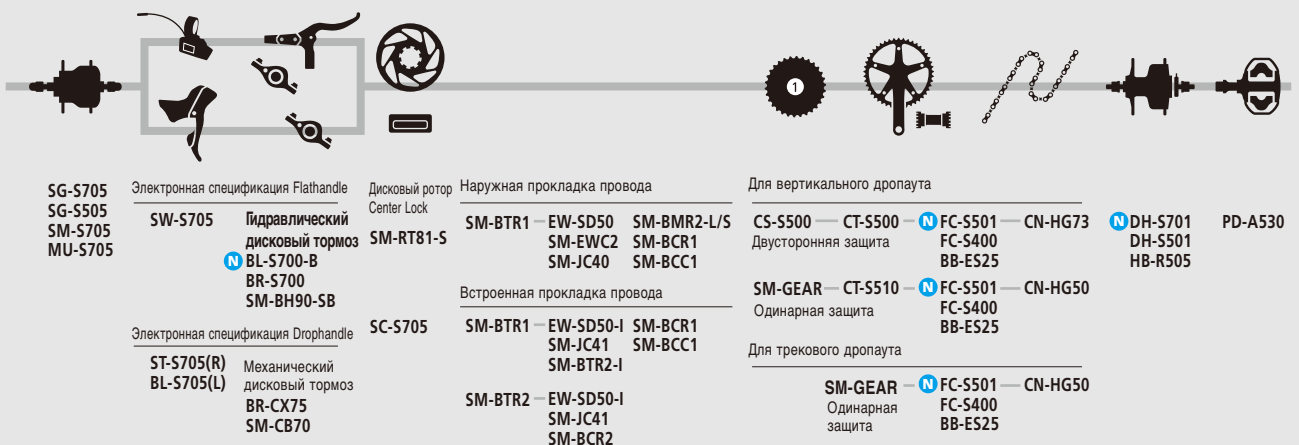 1
SG-S705
SG-S505
SM-S705
MU-S705
Электронная спецификация Flathandle
SW-S705
Гидравлический
дисковый тормоз
N BL-S700-B
BR-S700
SM-BH90-SB
Электронная спецификация Drophandle
ST-S705(R)
BL-S705(L)
Механический
дисковый тормоз
BR-CX75
SM-CB70
Дисковый ротор
Center Lock
SM-RT81-S
SC-S705
Наружная прокладка провода
SM-BTR1 — EW-SD50 SM-BMR2-L/S
SM-EWC2 SM-BCR1
SM-JC40 SM-BCC1
Встроенная прокладка провода
SM-BTR1 — EW-SD50-I SM-BCR1
SM-JC41 SM-BCC1
SM-BTR2-I
SM-BTR2 — EW-SD50-I
SM-JC41
SM-BCR2
Для вертикального дропаута
CS-S500 — CT-S500 — N FC-S501 — CN-HG73
Двусторонняя защита FC-S400
BB-ES25
SM-GEAR — CT-S510 — N FC-S501 — CN-HG50
Одинарная защита FC-S400
BB-ES25
Для трекового дропаута
SM-GEAR — N FC-S501 — CN-HG50
Одинарная FC-S400
защита BB-ES25
N DH-S701
DH-S501
HB-R505
PD-A530